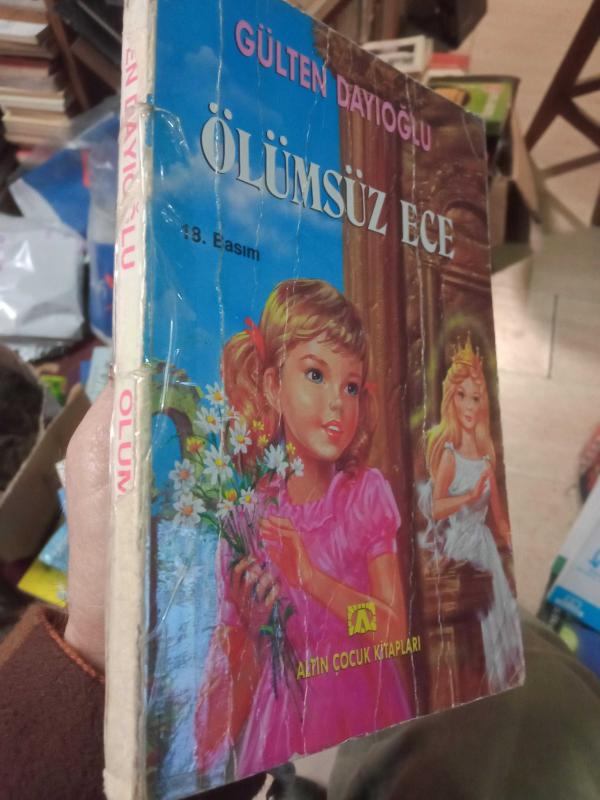 GÜLTEN DAYIOĞLU
ÖLÜMSÜZ ECE
18. Basım
ALTIN ÇOCUK KİTAPLARI
EN DAYIOĞLU
ÖLÜM